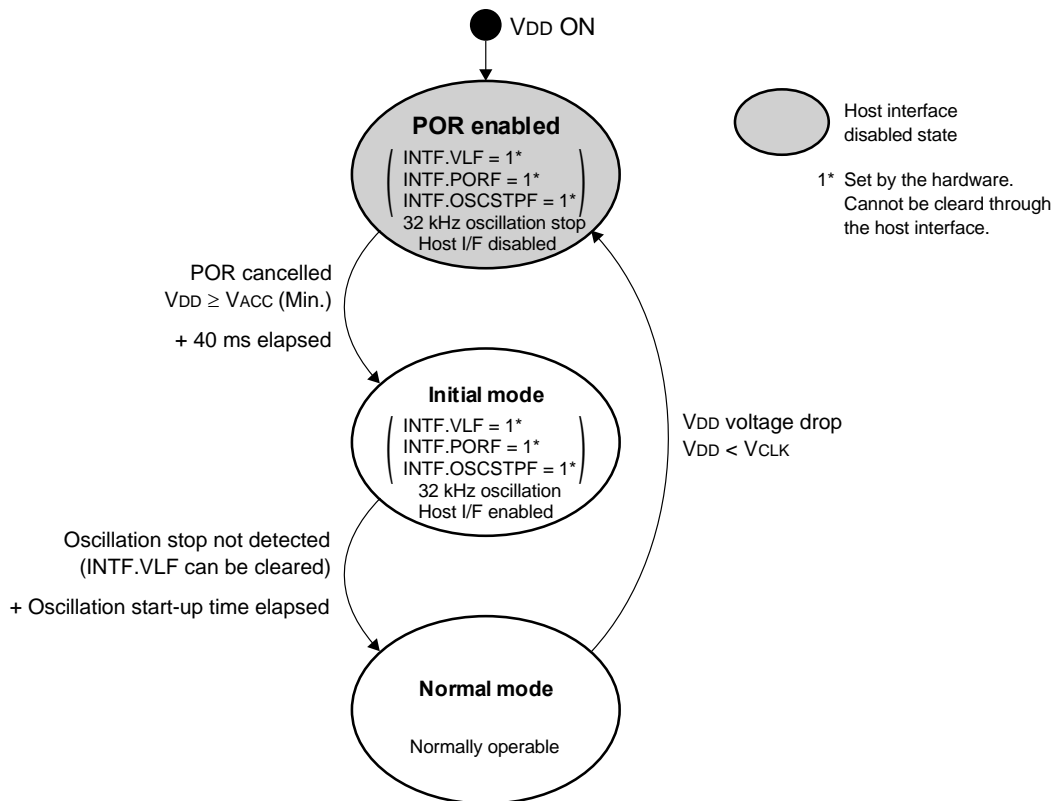 VDD ON
POR enabled
INTF.VLF = 1*
INTF.PORF = 1*
INTF.OSCSTPF = 1*
32 kHz oscillation stop
Host I/F disabled
Host interface
disabled state
1* Set by the hardware.
Cannot be cleard through
the host interface.
POR cancelled
VDD ≥ VACC (Min.)
+ 40 ms elapsed
Initial mode
INTF.VLF = 1*
INTF.PORF = 1*
INTF.OSCSTPF = 1*
32 kHz oscillation
Host I/F enabled
VDD voltage drop
VDD < VCLK
Oscillation stop not detected
(INTF.VLF can be cleared)
+ Oscillation start-up time elapsed
Normal mode
Normally operable